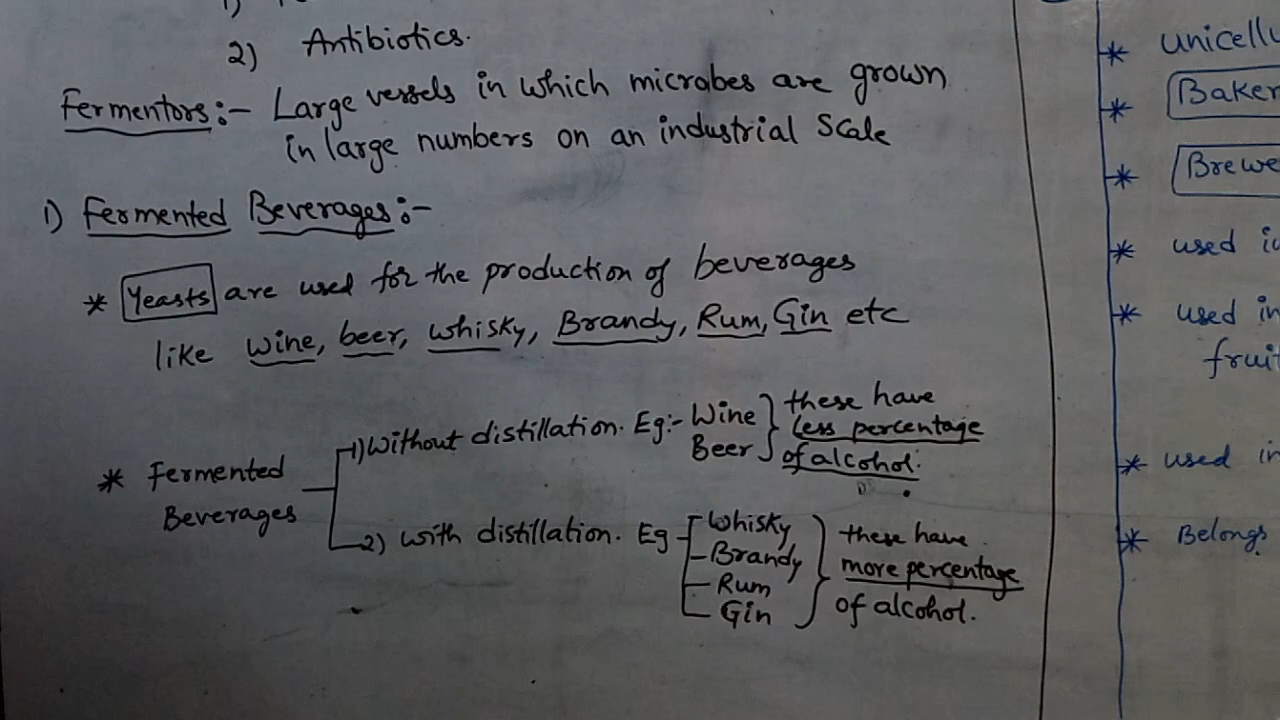 1)
2) Antibiotics.
Fermentors:- Large vessels in which microbes are grown
in large numbers on an industrial scale
1) Fermented Beverages:-
* Yeasts are used for the production of beverages
like wine, beer, whisky, Brandy, Rum, Gin etc
* Fermented
Beverages
1) Without distillation. Eg:- Wine
Beer
these have
less percentage
of alcohol.
2) with distillation. Eg
Whisky
Brandy
Rum
Gin
these have
more percentage
of alcohol.
* unicellu
* Baker
* Brewe
* used
* used in
fruit
* used in
* Belongs